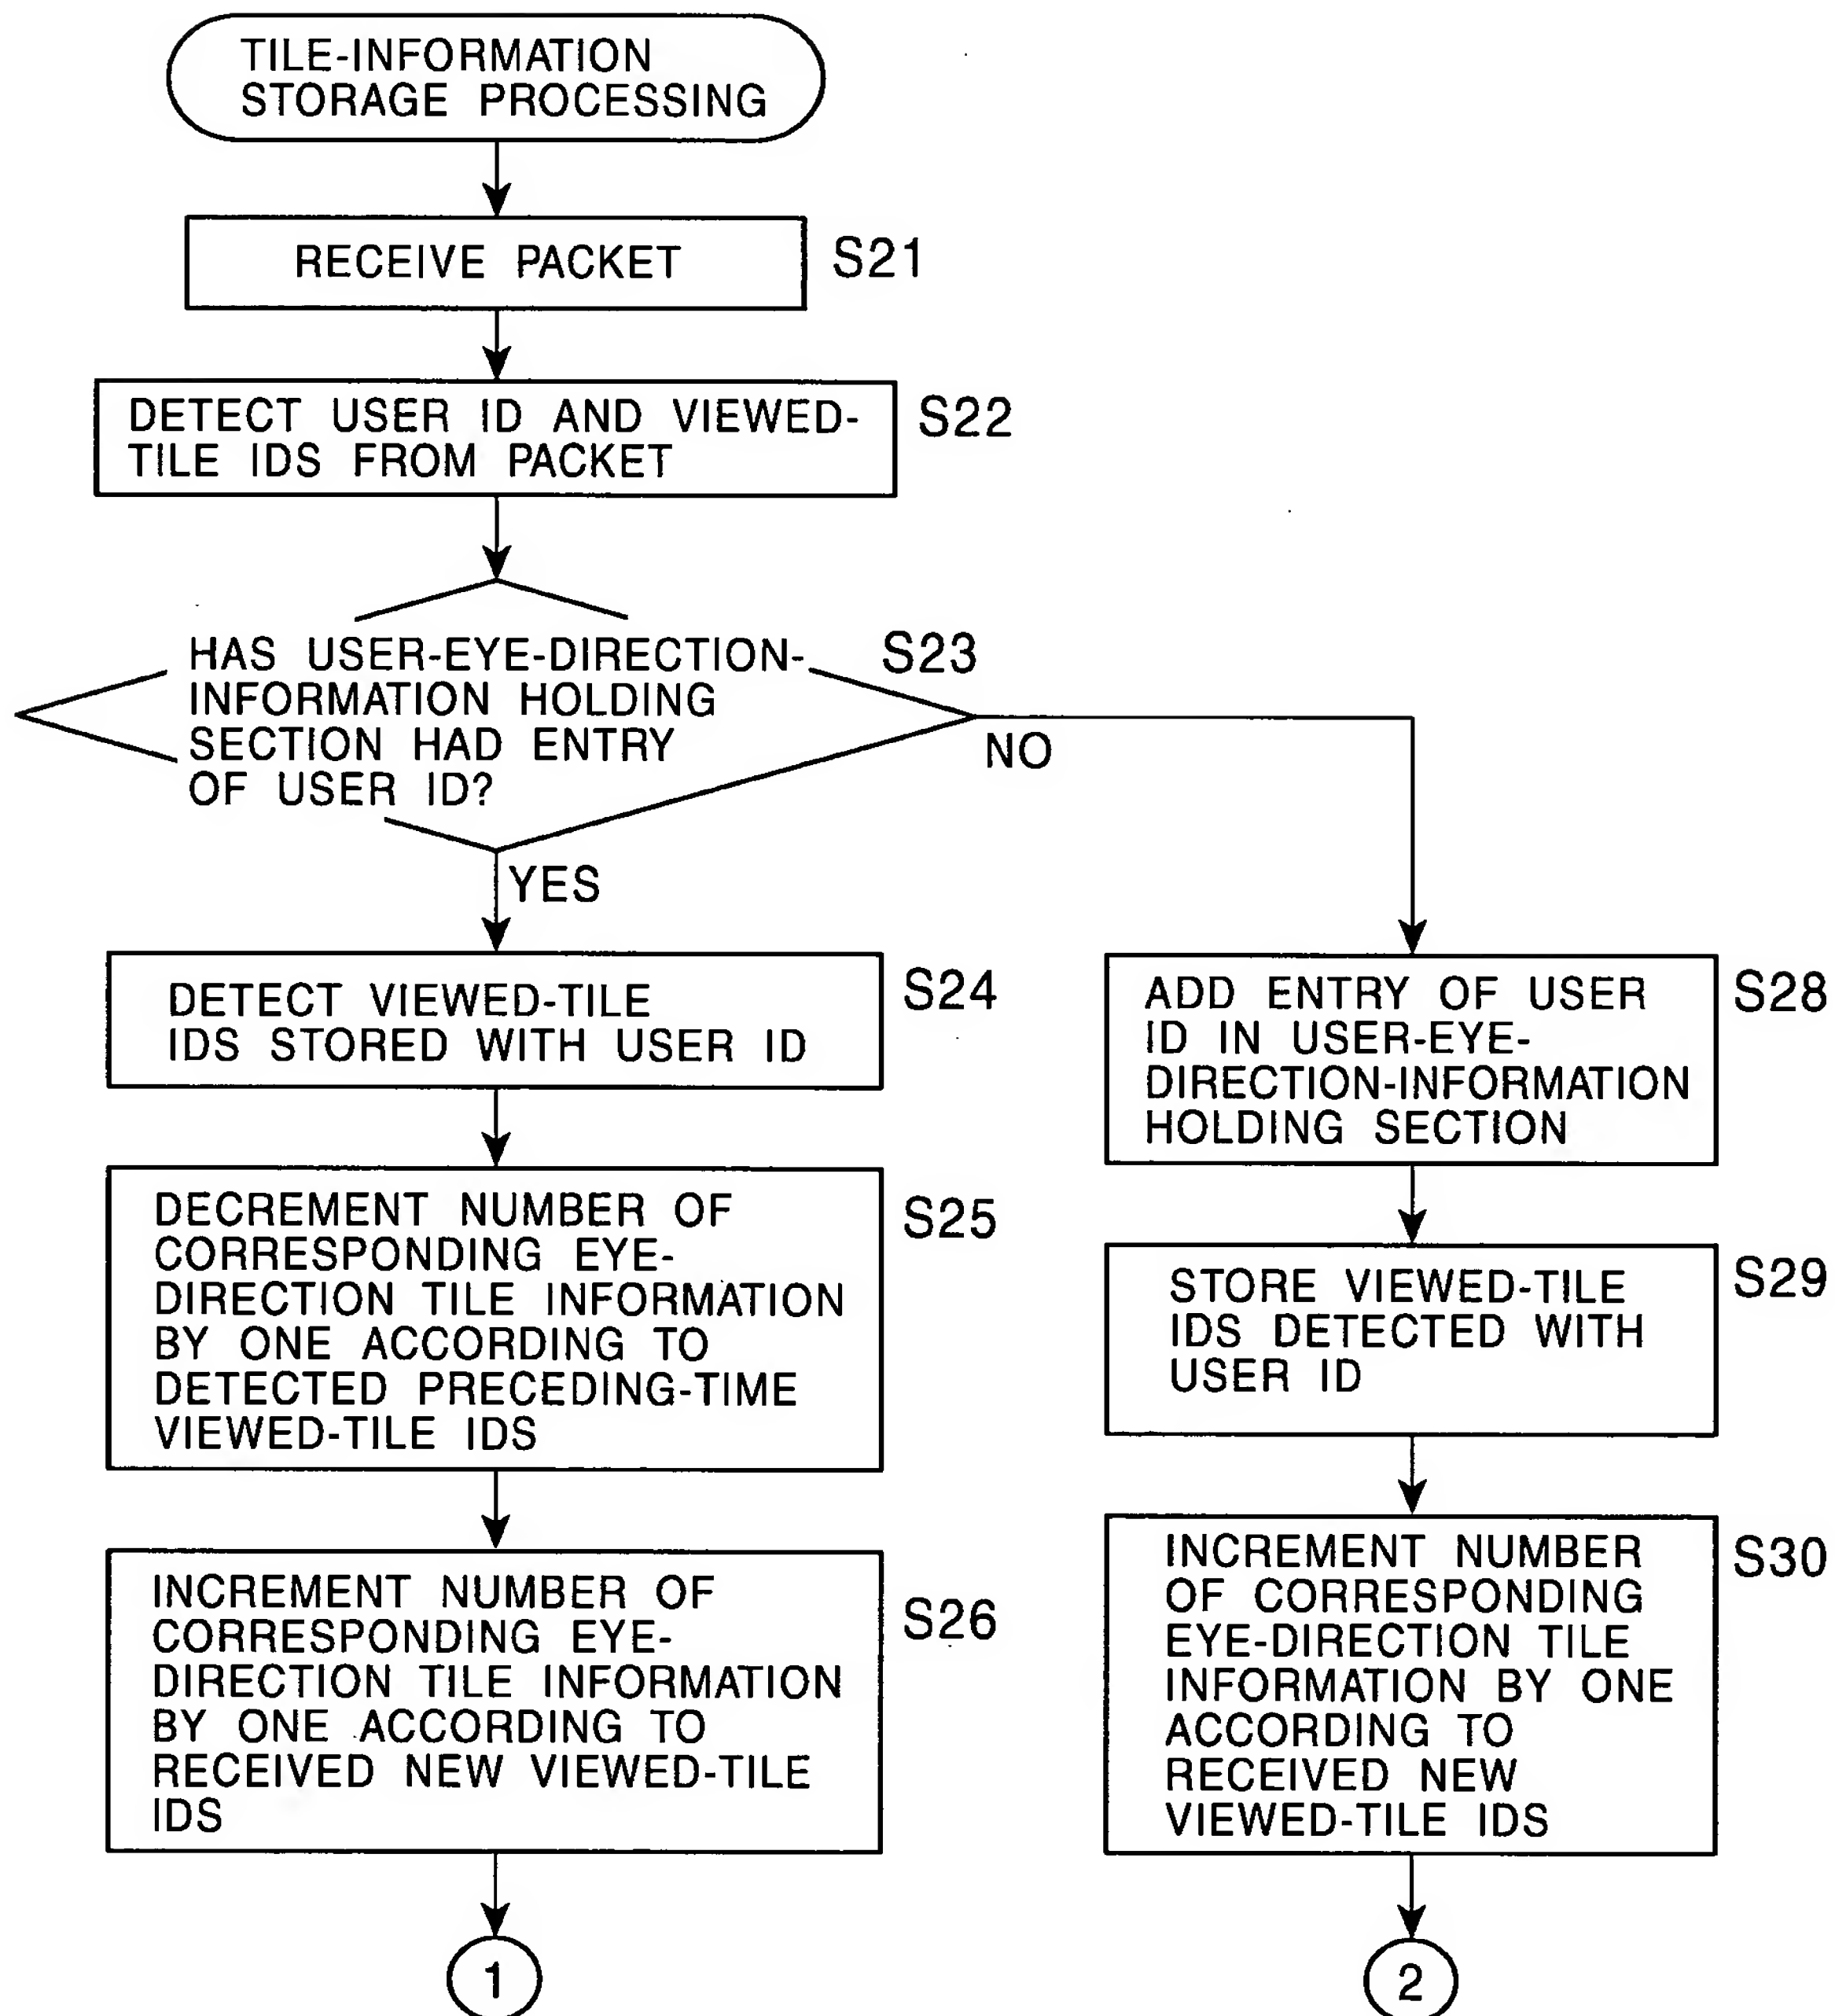 TILE-INFORMATION
STORAGE PROCESSING
RECEIVE PACKET
S21
DETECT USER ID AND VIEWED-
TILE IDS FROM PACKET
S22
HAS USER-EYE-DIRECTION-
INFORMATION HOLDING
SECTION HAD ENTRY
OF USER ID?
S23
NO
YES
DETECT VIEWED-TILE
IDS STORED WITH USER ID
S24
DECREMENT NUMBER OF
CORRESPONDING EYE-
DIRECTION TILE INFORMATION
BY ONE ACCORDING TO
DETECTED PRECEDING-TIME
VIEWED-TILE IDS
S25
INCREMENT NUMBER OF
CORRESPONDING EYE-
DIRECTION TILE INFORMATION
BY ONE ACCORDING TO
RECEIVED NEW VIEWED-TILE
IDS
S26
1
ADD ENTRY OF USER
ID IN USER-EYE-
DIRECTION-INFORMATION
HOLDING SECTION
S28
STORE VIEWED-TILE
IDS DETECTED WITH
USER ID
S29
INCREMENT NUMBER
OF CORRESPONDING
EYE-DIRECTION TILE
INFORMATION BY ONE
ACCORDING TO
RECEIVED NEW
VIEWED-TILE IDS
S30
2